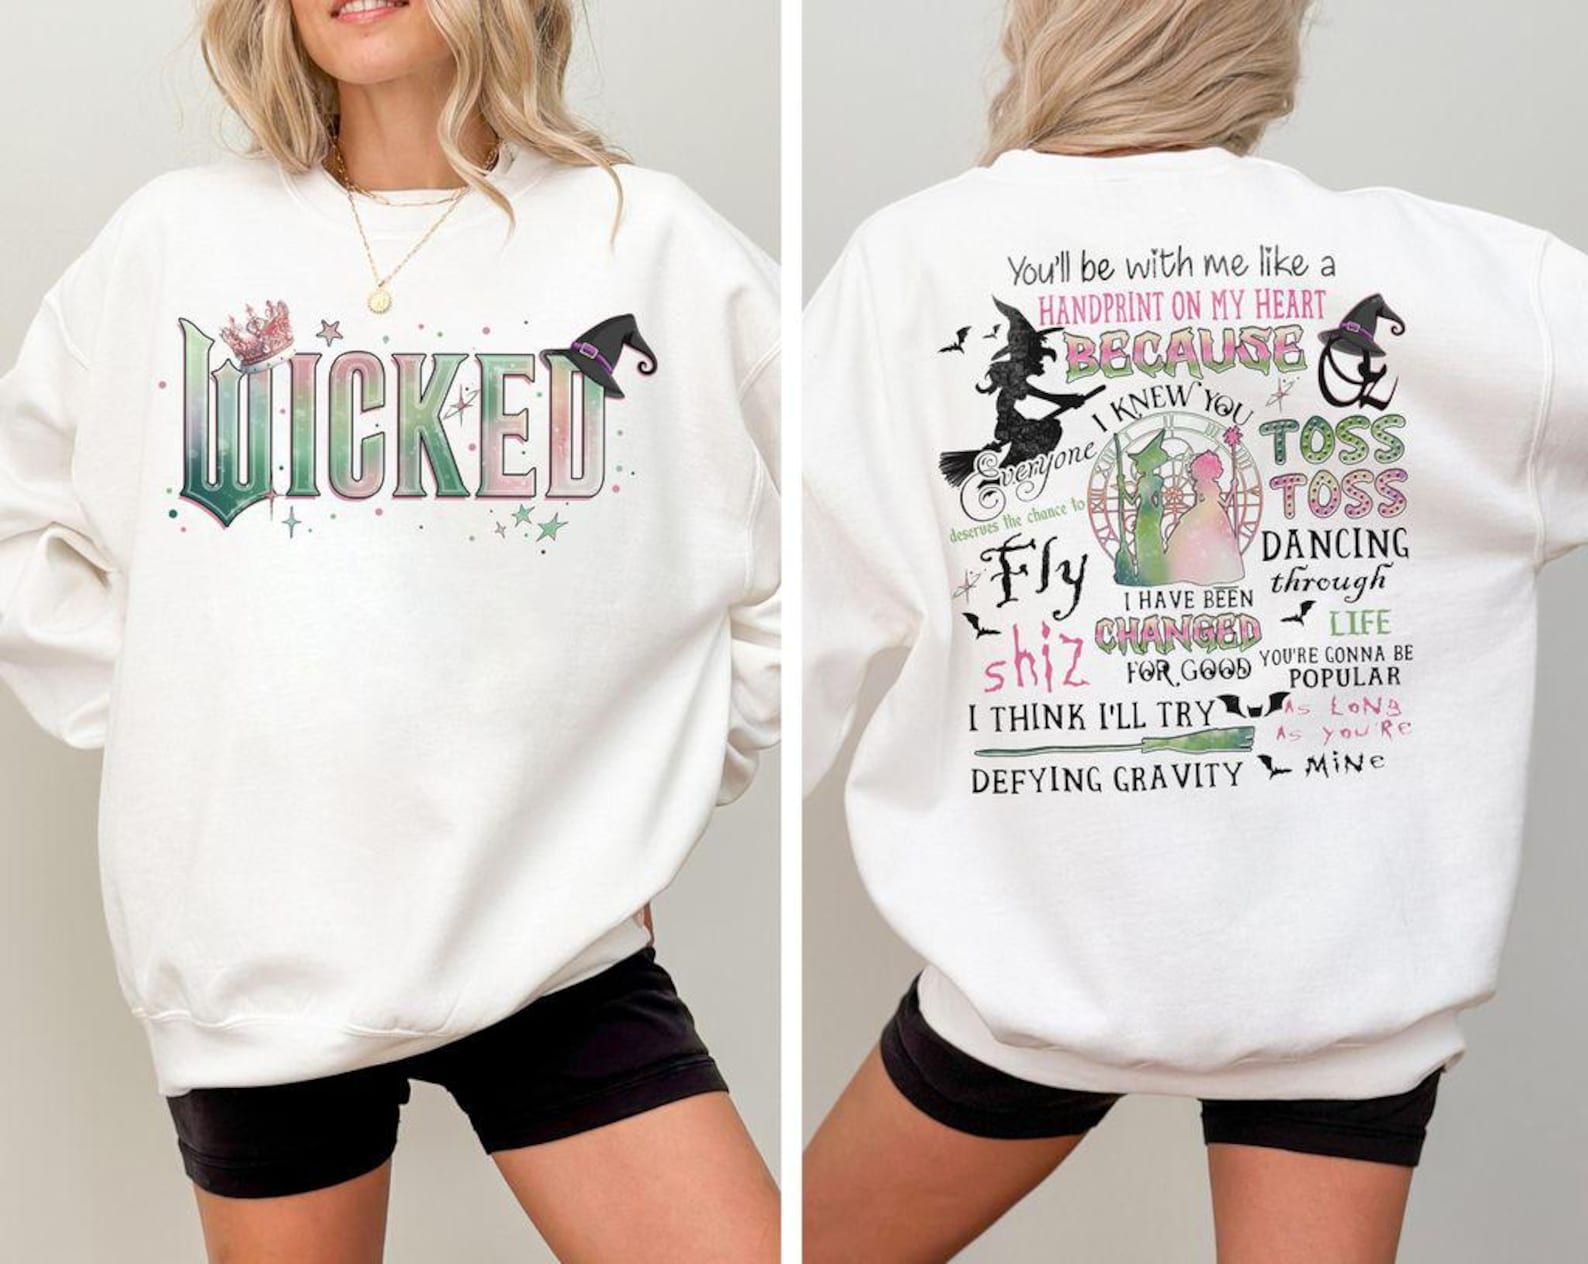 WICKED
You'll be with me like a
HANDPRINT ON MY HEART
BECAUSE
I KNEW YOU
OZ
Everyone
deserves the chance to
Fly
TOSS
TOSS
DANCING
through
LIFE
I HAVE BEEN
CHANGED
FOR GOOD
shiz
YOU'RE GONNA BE
POPULAR
I THINK I'LL TRY
DEFYING GRAVITY
AS LONG
AS YOU'RE
MINE